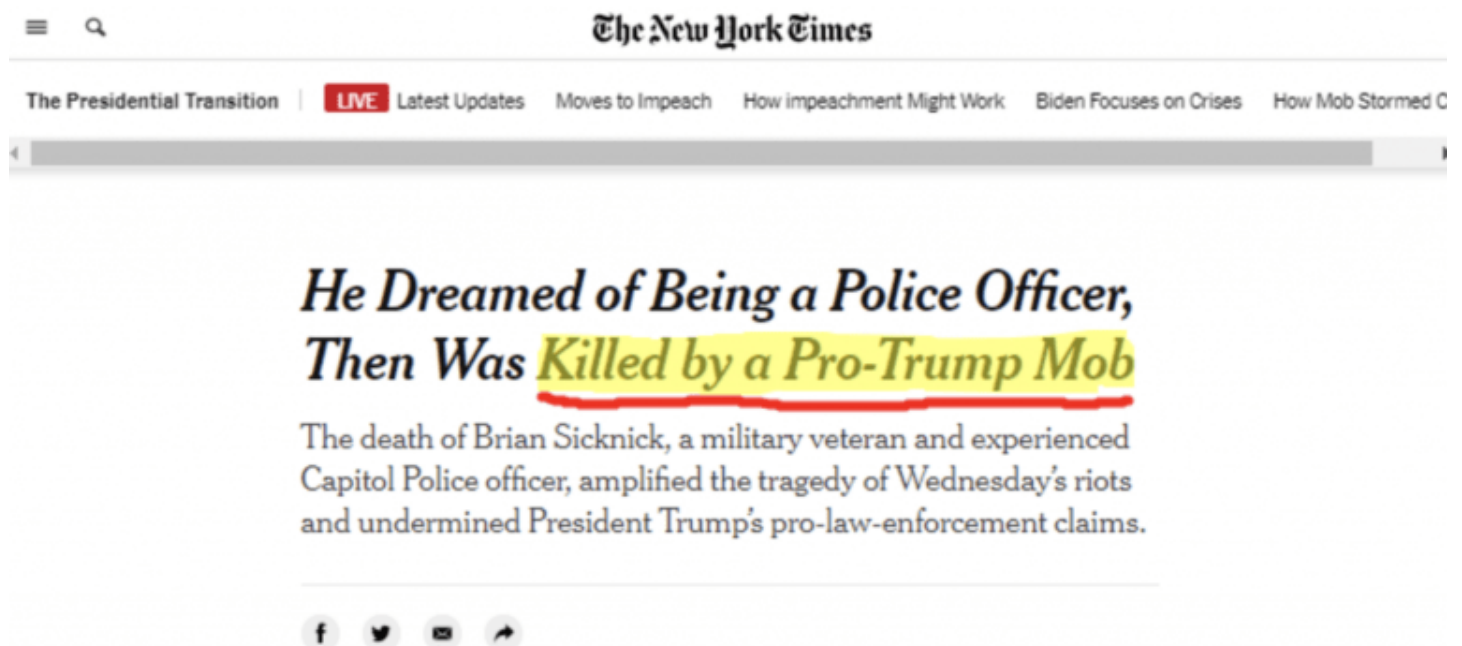 The New York Times
The Presidential Transition LIVE Latest Updates Moves to Impeach How impeachment Might Work Biden Focuses on Crises How Mob Stormed C
He Dreamed of Being a Police Officer,
Then Was Killed by a Pro-Trump Mob
The death of Brian Sicknick, a military veteran and experienced
Capitol Police officer, amplified the tragedy of Wednesday's riots
and undermined President Trump's pro-law-enforcement claims.